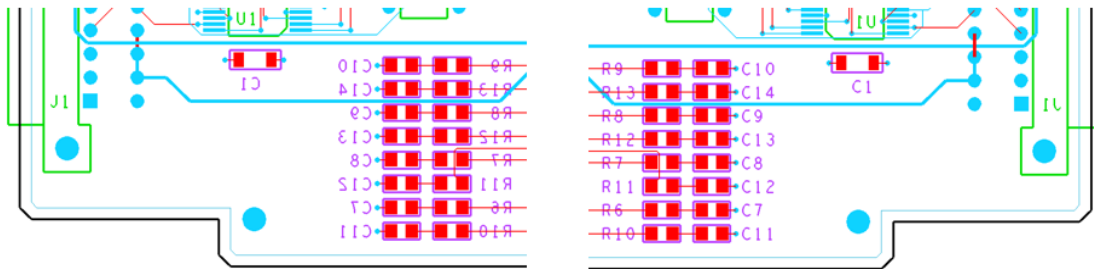 U1 U1
C1 C1
C10 R9 R9 C10
C14 R13 R13 C14
J1 J1
C9 R8 R8 C9
C13 R12 R12 C13
C8 R7 R7 C8
C12 R11 R11 C12
C7 R6 R6 C7
C11 R10 R10 C11